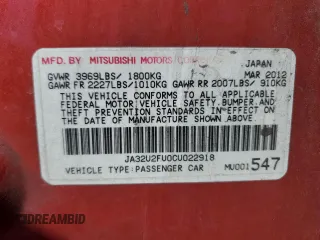 MFD. BY MITSUBISHI MOTORS CORP. JAPAN
GVWR 3969LBS/ 1800KG MAR 2012
GAWR FR 2227LBS/1010KG GAWR RR 2007LBS/ 910KG
THIS VEHICLE CONFORMS TO ALL APPLICABLE
FEDERAL MOTOR VEHICLE SAFETY, BUMPER, AND
THEFT PREVENTION STANDARDS IN EFFECT ON THE
DATE OF MANUFACTURE SHOWN ABOVE.
JA32U2FU0CU022918
VEHICLE TYPE: PASSENGER CAR MU001547
DREAMBID